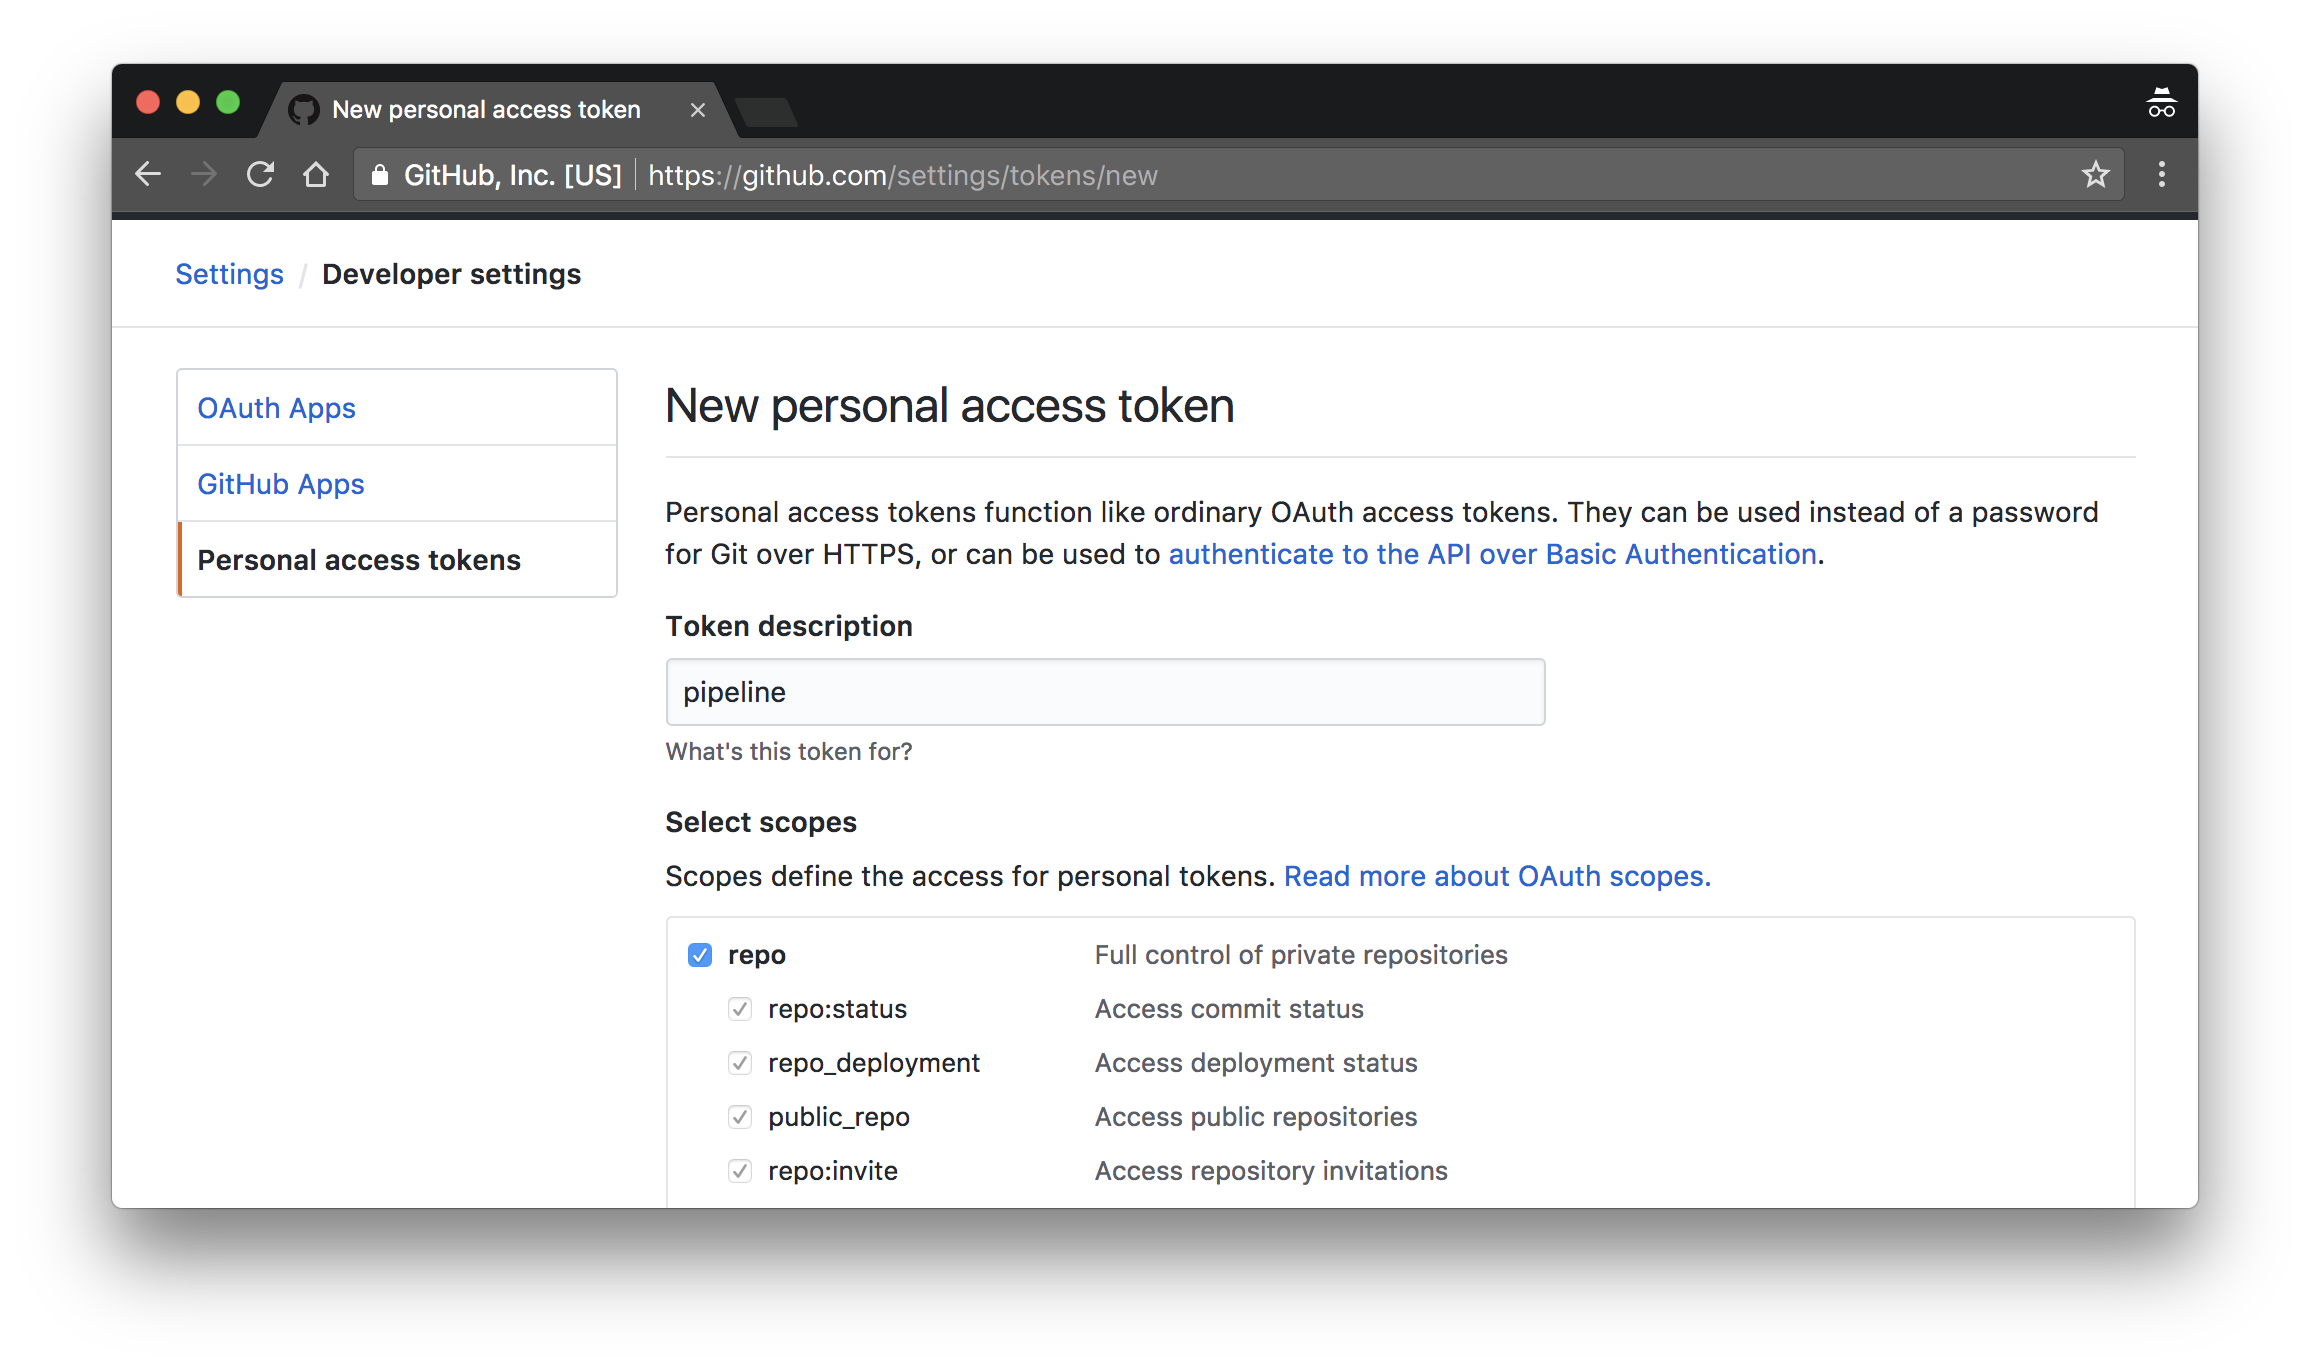 New personal access token
GitHub, Inc. [US] https://github.com/settings/tokens/new
Settings / Developer settings
OAuth Apps
GitHub Apps
Personal access tokens
New personal access token
Personal access tokens function like ordinary OAuth access tokens. They can be used instead of a password
for Git over HTTPS, or can be used to authenticate to the API over Basic Authentication.
Token description
pipeline
What's this token for?
Select scopes
Scopes define the access for personal tokens. Read more about OAuth scopes.
repo Full control of private repositories
repo:status Access commit status
repo_deployment Access deployment status
public_repo Access public repositories
repo:invite Access repository invitations